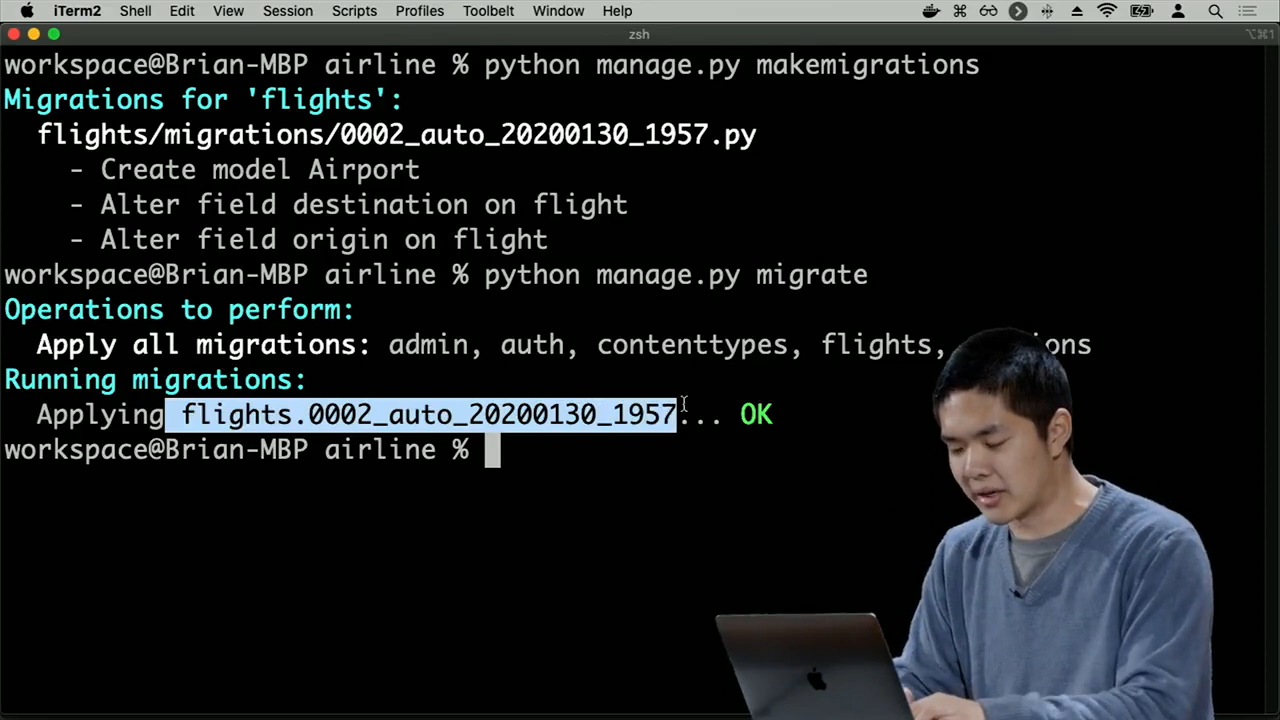 iTerm2 Shell Edit View Session Scripts Profiles Toolbelt Window Help
zsh
⌥⌘1
workspace@Brian-MBP airline % python manage.py makemigrations
Migrations for 'flights':
flights/migrations/0002_auto_20200130_1957.py
- Create model Airport
- Alter field destination on flight
- Alter field origin on flight
workspace@Brian-MBP airline % python manage.py migrate
Operations to perform:
Apply all migrations: admin, auth, contenttypes, flights,
Running migrations:
Applying flights.0002_auto_20200130_1957... OK
workspace@Brian-MBP airline %